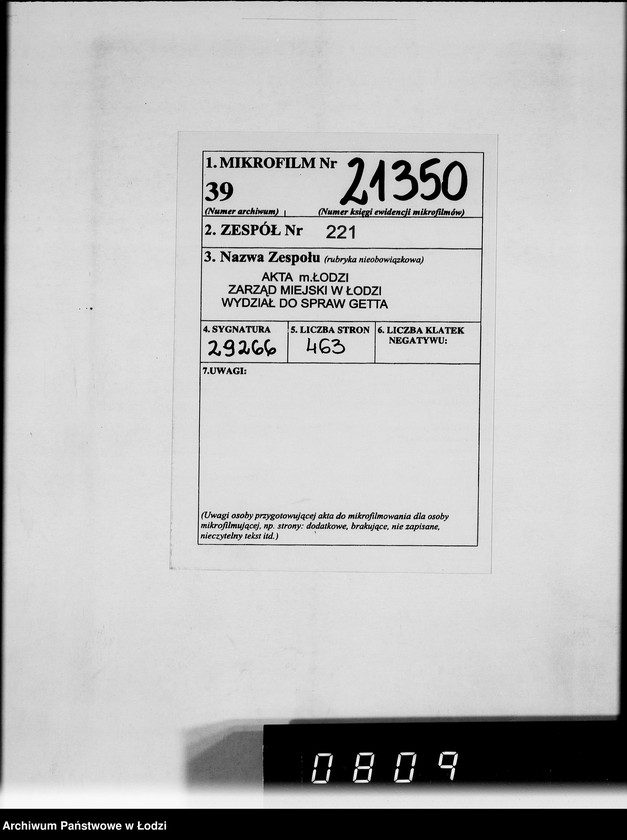 1. MIKROFILM Nr 21350
39
(Numer archiwum) (Numer księgi ewidencji mikrofilmów)
2. ZESPÓŁ Nr 221
3. Nazwa Zespołu (rubryka nieobowiązkowa)
AKTA m.ŁODZI
ZARZĄD MIEJSKI W ŁODZI
WYDZIAŁ DO SPRAW GETTA
4. SYGNATURA 5. LICZBA STRON 6. LICZBA KLATEK
NEGATYWU:
29266 463
7.UWAGI:
(Uwagi osoby przygotowującej akta do mikrofilmowania dla osoby
mikrofilmującej, np. strony: dodatkowe, brakujące, nie zapisane,
nieczytelny tekst itd.)
0809
Archiwum Państwowe w Łodzi